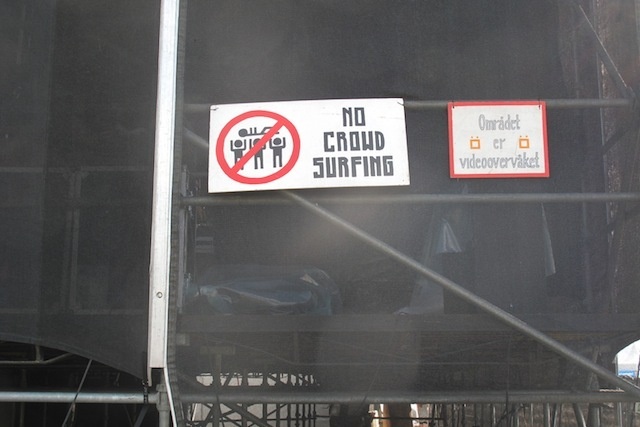 NO
CROWD
SURFING
Området
er
videoovervåket